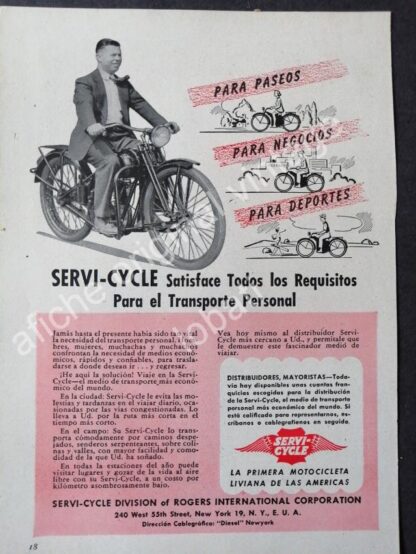 PARA PASEOS
PARA NEGOCIOS
PARA DEPORTES
SERVI-CYCLE Satisface Todos los Requisitos
Para el Transporte Personal
Jamás hasta el presente había sido tan vital
la necesidad del transporte personal. Hom-
bres, mujeres, muchachas y muchachos
confrontan la necesidad de medios econó-
micos, rápidos y confiables, para trasla-
darse a donde desean ir . . . y regresar.
¡He aquí la solución! Viaje en la Servi-
Cycle—el medio de transporte más econó-
mico del mundo.
En la ciudad: Servi-Cycle le evita las mo-
lestias y tardanzas en el viajar diario, oca-
sionadas por las vías congestionadas. Lo
lleva a Ud. por la ruta más corta en el
tiempo más corto.
En el campo: Su Servi-Cycle lo trans-
porta cómodamente por caminos despe-
jados, senderos serpenteantes, sobre coli-
nas y valles, con mayor facilidad y como-
didad de la que Ud. ha soñado.
En todas las estaciones del año puede
visitar lugares y gozar de la vida al aire
libre con su Servi-Cycle, a un costo por
kilómetro asombrosamente bajo.
Vea hoy mismo al distribuidor Servi-
Cycle más cercano a Ud., y permítale que
le demuestre este fascinador medio de
viajar.
DISTRIBUIDORES, MAYORISTAS—Toda-
vía hay disponibles unas cuantas fran-
quicias escogidas para la distribución
de la Servi-Cycle, el medio de transporte
personal más económico del mundo. Si
está calificado para representarnos, es-
críbanos o cablegrafíenos en seguida.
SERVI-
CYCLE
LA PRIMERA MOTOCICLETA
LIVIANA DE LAS AMERICAS
SERVI-CYCLE DIVISION of ROGERS INTERNATIONAL CORPORATION
240 West 55th Street, New York 19, N. Y., E. U. A.
Dirección Cablegráfica: "Diesel" Newyork
18